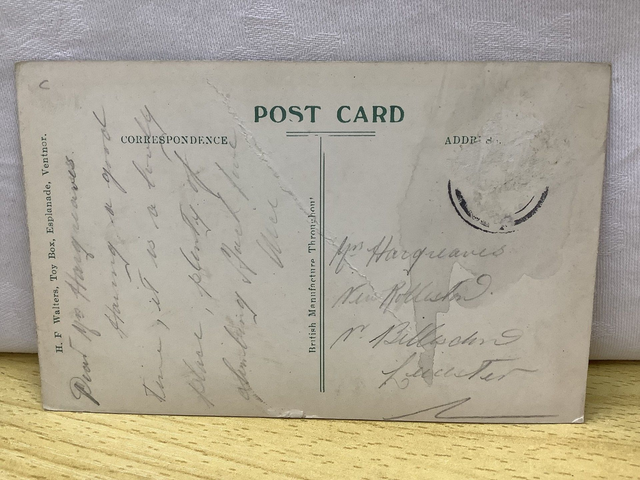 POST CARD
CORRESPONDENCE
ADDRESS
H. F Walters, Toy Box, Esplanade, Ventnor.
British Manufacture Throughout
Dear Mrs Hargreaves.
Having a good
time, it is a lovely
place, plenty of
climbing &
Mrs Hargreaves
New Rolleston
Nr Billesdon
Leicester